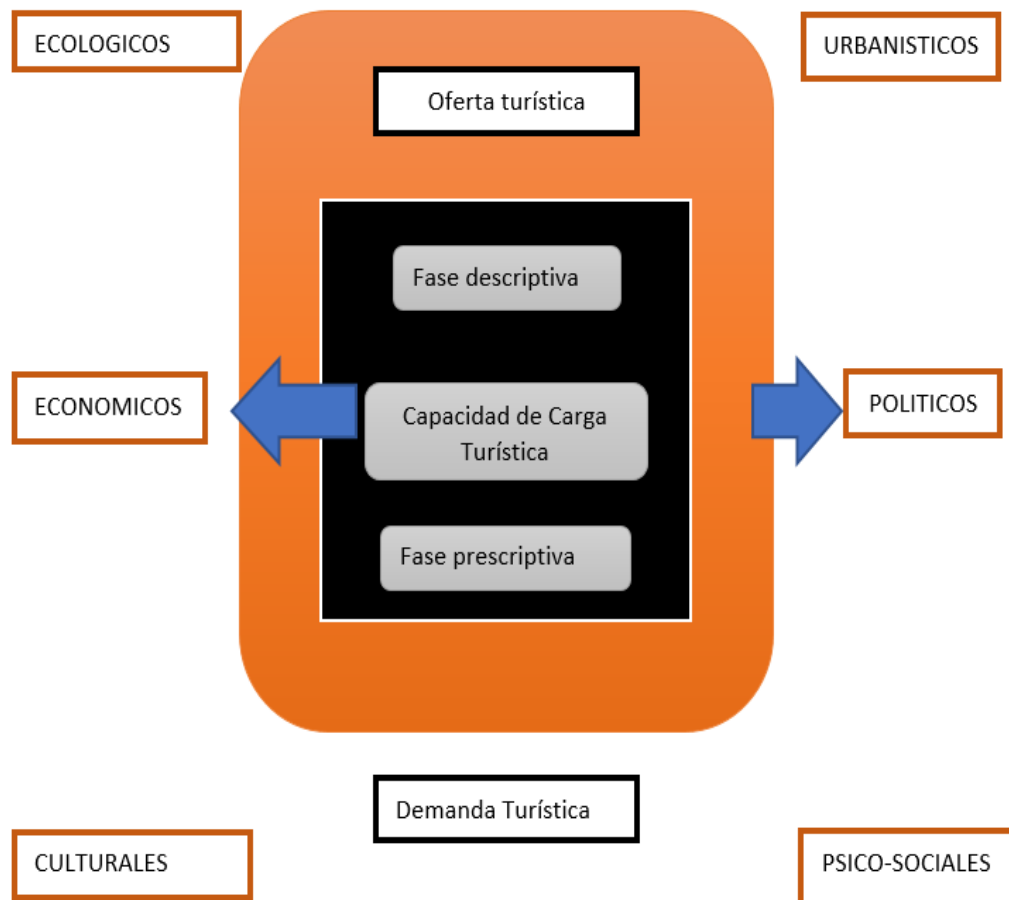 ECOLOGICOS
URBANISTICOS
Oferta turística
Fase descriptiva
ECONOMICOS
Capacidad de Carga
Turística
POLITICOS
Fase prescriptiva
Demanda Turística
CULTURALES
PSICO-SOCIALES